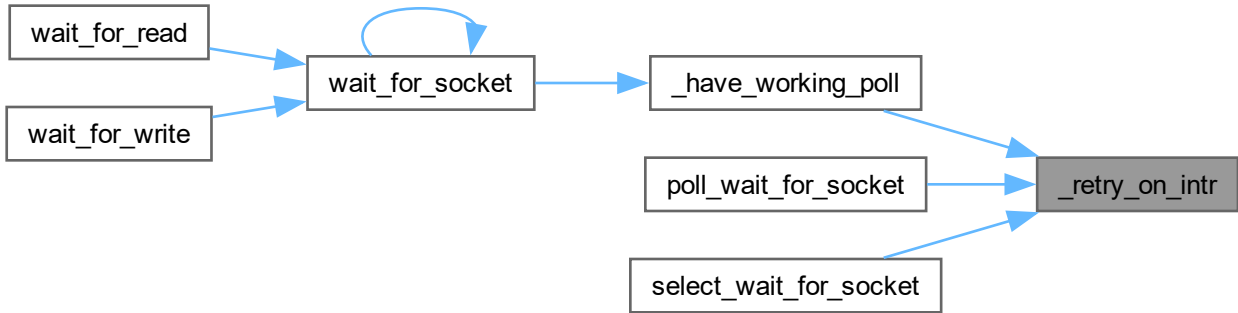 wait_for_read
wait_for_write
wait_for_socket
_have_working_poll
poll_wait_for_socket
select_wait_for_socket
_retry_on_intr